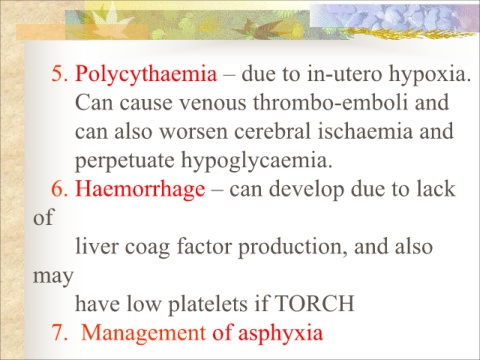 5. Polycythaemia – due to in-utero hypoxia.
Can cause venous thrombo-emboli and
can also worsen cerebral ischaemia and
perpetuate hypoglycaemia.
6. Haemorrhage – can develop due to lack
of
liver coag factor production, and also
may
have low platelets if TORCH
7. Management of asphyxia